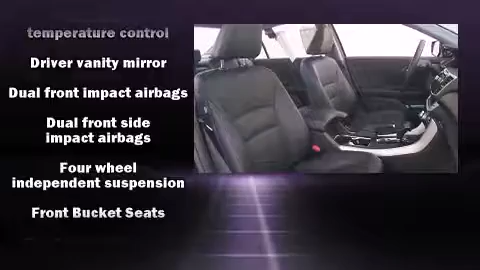 temperature control
Driver vanity mirror
Dual front impact airbags
Dual front side
impact airbags
Four wheel
independent suspension
Front Bucket Seats